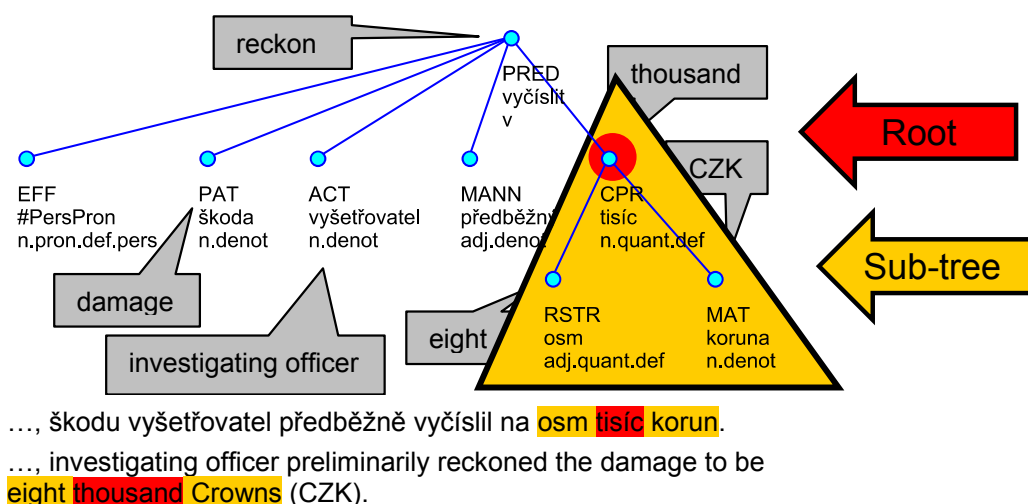 reckon
thousand
PRED
vyčíslit
v
Root
CZK
EFF
#PersPron
n.pron.def.pers
PAT
škoda
n.denot
ACT
vyšetřovatel
n.denot
MANN
předběžný
adj.denot
CPR
tisíc
n.quant.def
Sub-tree
damage
investigating officer
eight
RSTR
osm
adj.quant.def
MAT
koruna
n.denot
…, škodu vyšetřovatel předběžně vyčíslil na osm tisíc korun.
…, investigating officer preliminarily reckoned the damage to be
eight thousand Crowns (CZK).